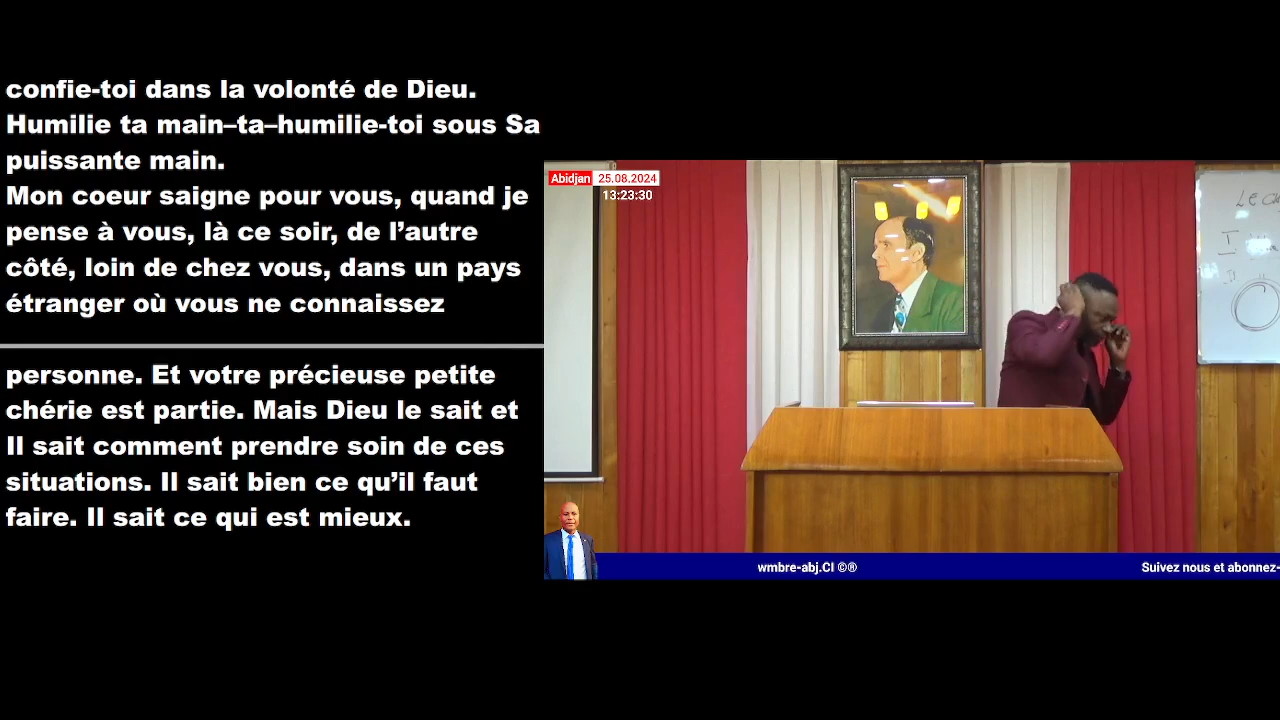 confie-toi dans la volonté de Dieu.
Humilie ta main–ta–humilie-toi sous Sa
puissante main.
Mon coeur saigne pour vous, quand je
pense à vous, là ce soir, de l’autre
côté, loin de chez vous, dans un pays
étranger où vous ne connaissez
personne. Et votre précieuse petite
chérie est partie. Mais Dieu le sait et
Il sait comment prendre soin de ces
situations. Il sait bien ce qu’il faut
faire. Il sait ce qui est mieux.
Abidjan 25.08.2024
13:23:30
I
wmbre-abj.CI ©®
Suivez nous et abonnez-